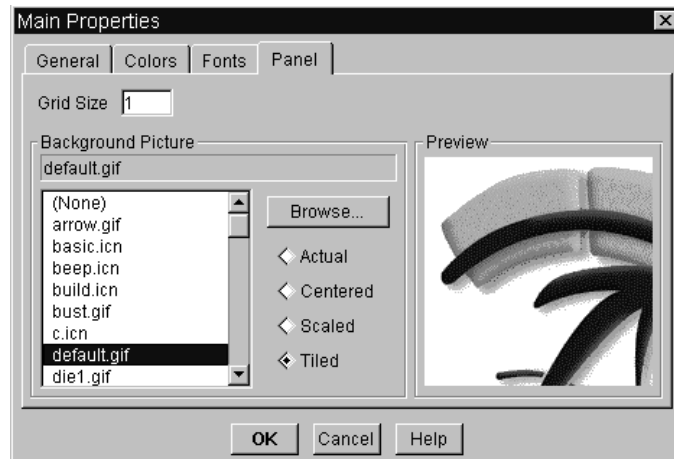 Main Properties
General Colors Fonts Panel
Grid Size 1
Background Picture
default.gif
(None)
arrow.gif
basic.icn
beep.icn
build.icn
bust.gif
c.icn
default.gif
die1.gif
Browse...
Actual
Centered
Scaled
Tiled
Preview
OK Cancel Help